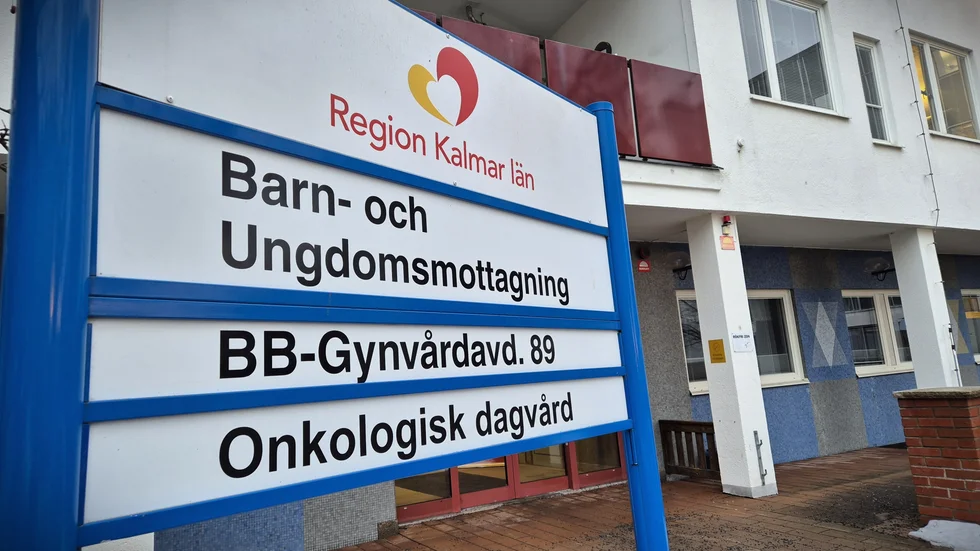 Region Kalmar län
Barn- och
Ungdomsmottagning
BB-Gynvårdavd. 89
Onkologisk dagvård